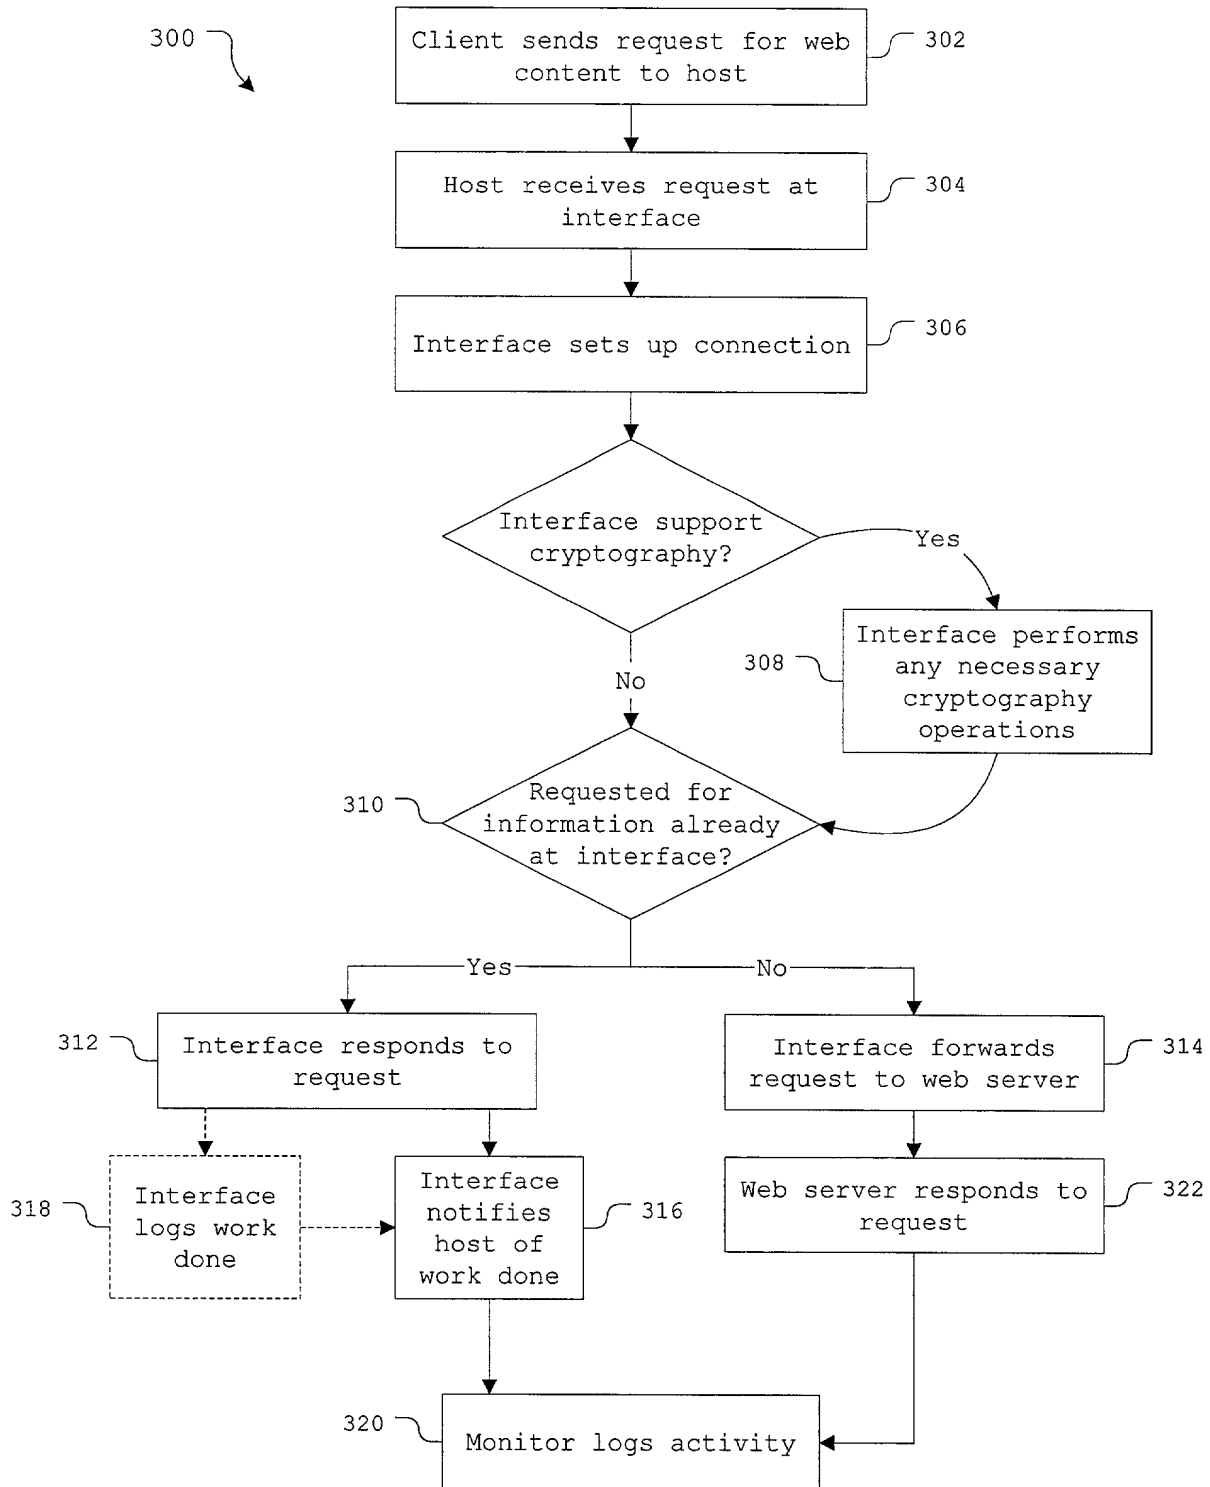 300
Client sends request for web
content to host
302
Host receives request at
interface
304
Interface sets up connection
306
Interface support
cryptography?
Yes
No
308
Interface performs
any necessary
cryptography
operations
310
Requested for
information already
at interface?
Yes
No
312
Interface responds to
request
Interface forwards
request to web server
314
318
Interface
logs work
done
Interface
notifies
host of
work done
316
Web server responds to
request
322
320
Monitor logs activity